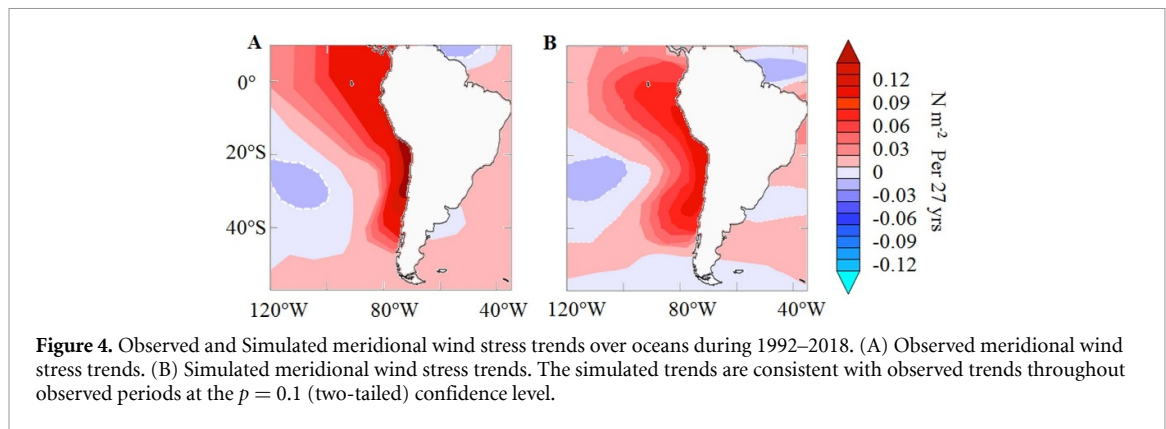 A
B
0°
20°S
40°S
120°W
80°W
40°W
120°W
80°W
40°W
0.12
0.09
0.06
0.03
0
-0.03
-0.06
-0.09
-0.12
N m⁻² Per 27 yrs
Figure 4. Observed and Simulated meridional wind stress trends over oceans during 1992–2018. (A) Observed meridional wind
stress trends. (B) Simulated meridional wind stress trends. The simulated trends are consistent with observed trends throughout
observed periods at the p = 0.1 (two-tailed) confidence level.